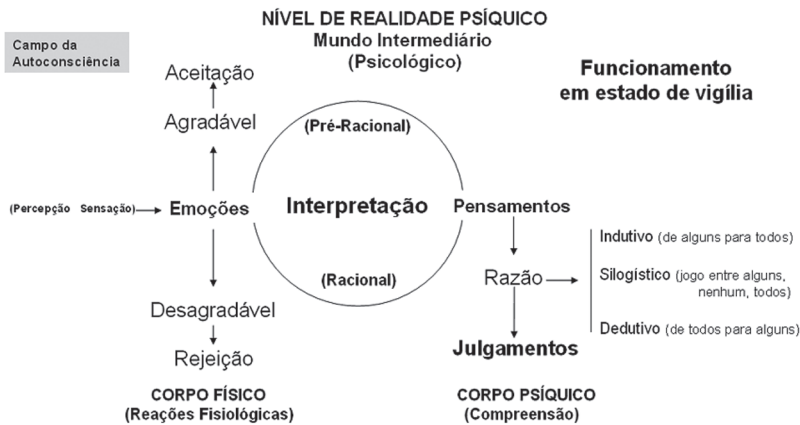 NÍVEL DE REALIDADE PSÍQUICO
Mundo Intermediário
(Psicológico)
Campo da
Autoconsciência
Funcionamento
em estado de vigília
Aceitação
Agradável
(Pré-Racional)
(Percepção Sensação)
Emoções
Interpretação
Pensamentos
(Racional)
Desagradável
Rejeição
Razão
Julgamentos
Indutivo (de alguns para todos)
Silogístico (jogo entre alguns,
nenhum, todos)
Dedutivo (de todos para alguns)
CORPO FÍSICO
(Reações Fisiológicas)
CORPO PSÍQUICO
(Compreensão)